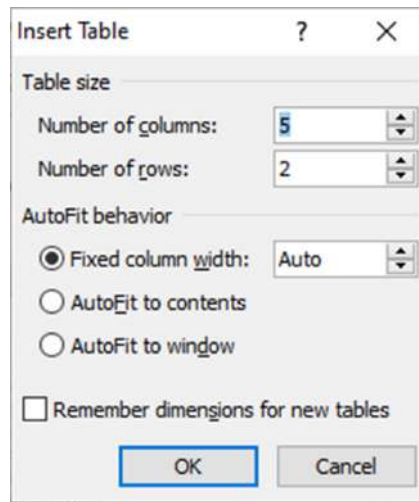 Insert Table ?
Table size
Number of columns: 5
Number of rows: 2
AutoFit behavior
Fixed column width: Auto
AutoFit to contents
AutoFit to window
Remember dimensions for new tables
OK Cancel